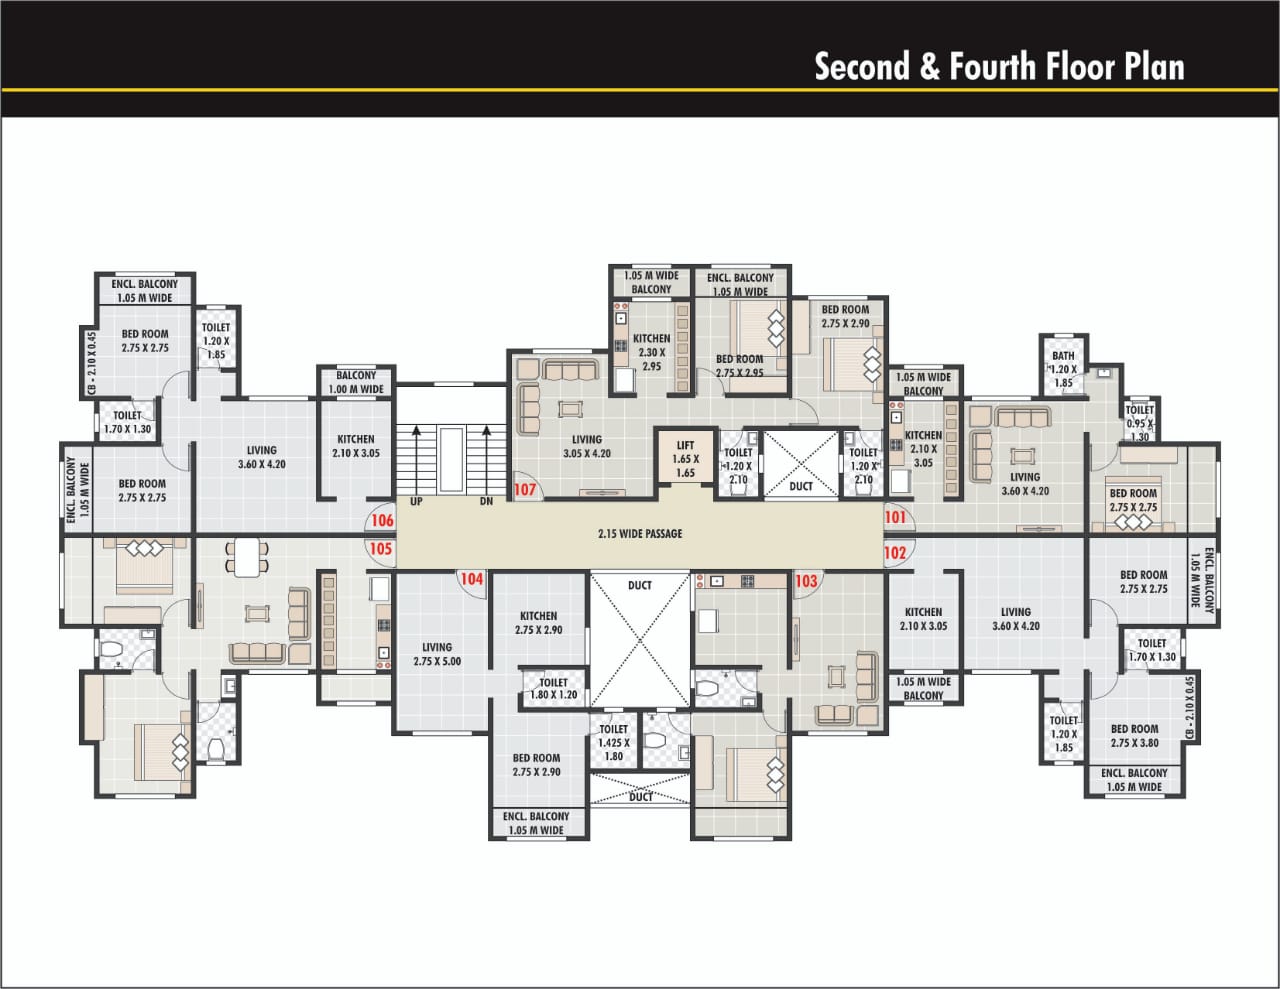 Second & Fourth Floor Plan
ENCL. BALCONY
1.05 M WIDE
BED ROOM
2.75 X 2.75
CB - 2.10 X 0.45
TOILET
1.20 X
1.85
TOILET
1.70 X 1.30
ENCL. BALCONY
1.05 M WIDE
BED ROOM
2.75 X 2.75
LIVING
3.60 X 4.20
BALCONY
1.00 M WIDE
KITCHEN
2.10 X 3.05
106
105
UP
DN
1.05 M WIDE
BALCONY
KITCHEN
2.30 X
2.95
ENCL. BALCONY
1.05 M WIDE
BED ROOM
2.75 X 2.95
BED ROOM
2.75 X 2.90
LIVING
3.05 X 4.20
107
LIFT
1.65 X
1.65
TOILET
1.20 X
2.10
DUCT
TOILET
1.20 X
2.10
2.15 WIDE PASSAGE
1.05 M WIDE
BALCONY
KITCHEN
2.10 X
3.05
LIVING
3.60 X 4.20
BATH
1.20 X
1.85
TOILET
0.95 X
1.30
BED ROOM
2.75 X 2.75
101
102
KITCHEN
2.10 X 3.05
1.05 M WIDE
BALCONY
LIVING
3.60 X 4.20
BED ROOM
2.75 X 2.75
ENCL. BALCONY
1.05 M WIDE
TOILET
1.70 X 1.30
TOILET
1.20 X
1.85
BED ROOM
2.75 X 3.80
CB - 2.10 X 0.45
ENCL. BALCONY
1.05 M WIDE
104
LIVING
2.75 X 5.00
KITCHEN
2.75 X 2.90
TOILET
1.80 X 1.20
BED ROOM
2.75 X 2.90
ENCL. BALCONY
1.05 M WIDE
TOILET
1.425 X
1.80
DUCT
DUCT
103